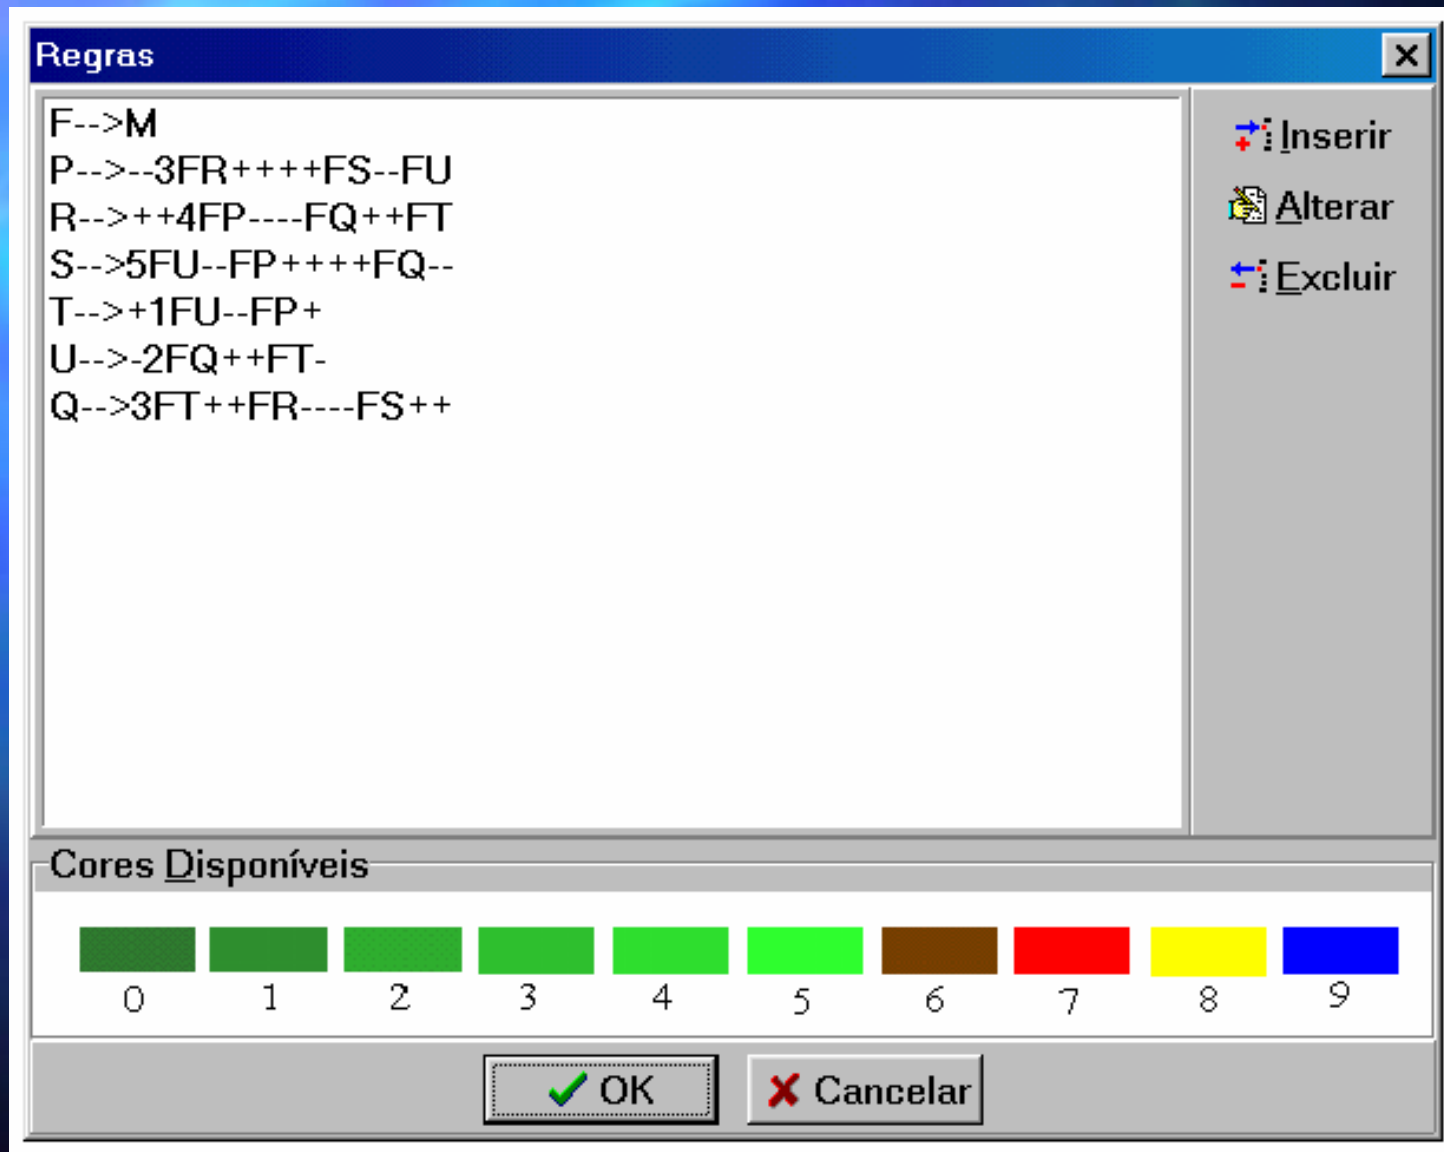 Regras
F-->M
P-->--3FR++++FS--FU
R-->++4FP----FQ++FT
S-->5FU--FP++++FQ--
T-->+1FU--FP+
U-->-2FQ++FT-
Q-->3FT++FR----FS++
Inserir
Alterar
Excluir
Cores Disponíveis
0 1 2 3 4 5 6 7 8 9
OK Cancelar